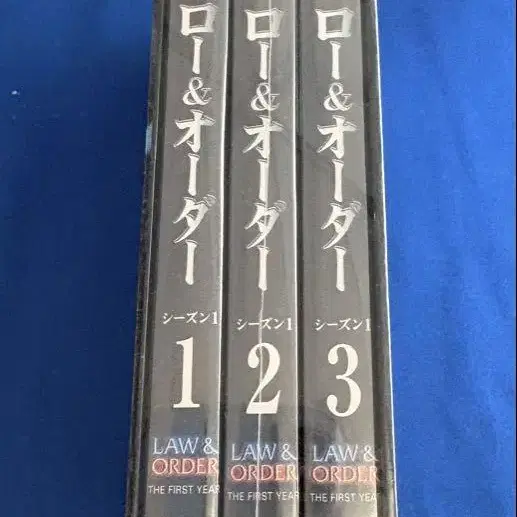 ロー&オーダー
シーズン1
1
LAW &
ORDER
THE FIRST YEAR
ロー&オーダー
シーズン1
2
LAW &
ORDER
THE FIRST YEAR
ロー&オーダー
シーズン1
3
LAW &
ORDER
THE FIRST YEA